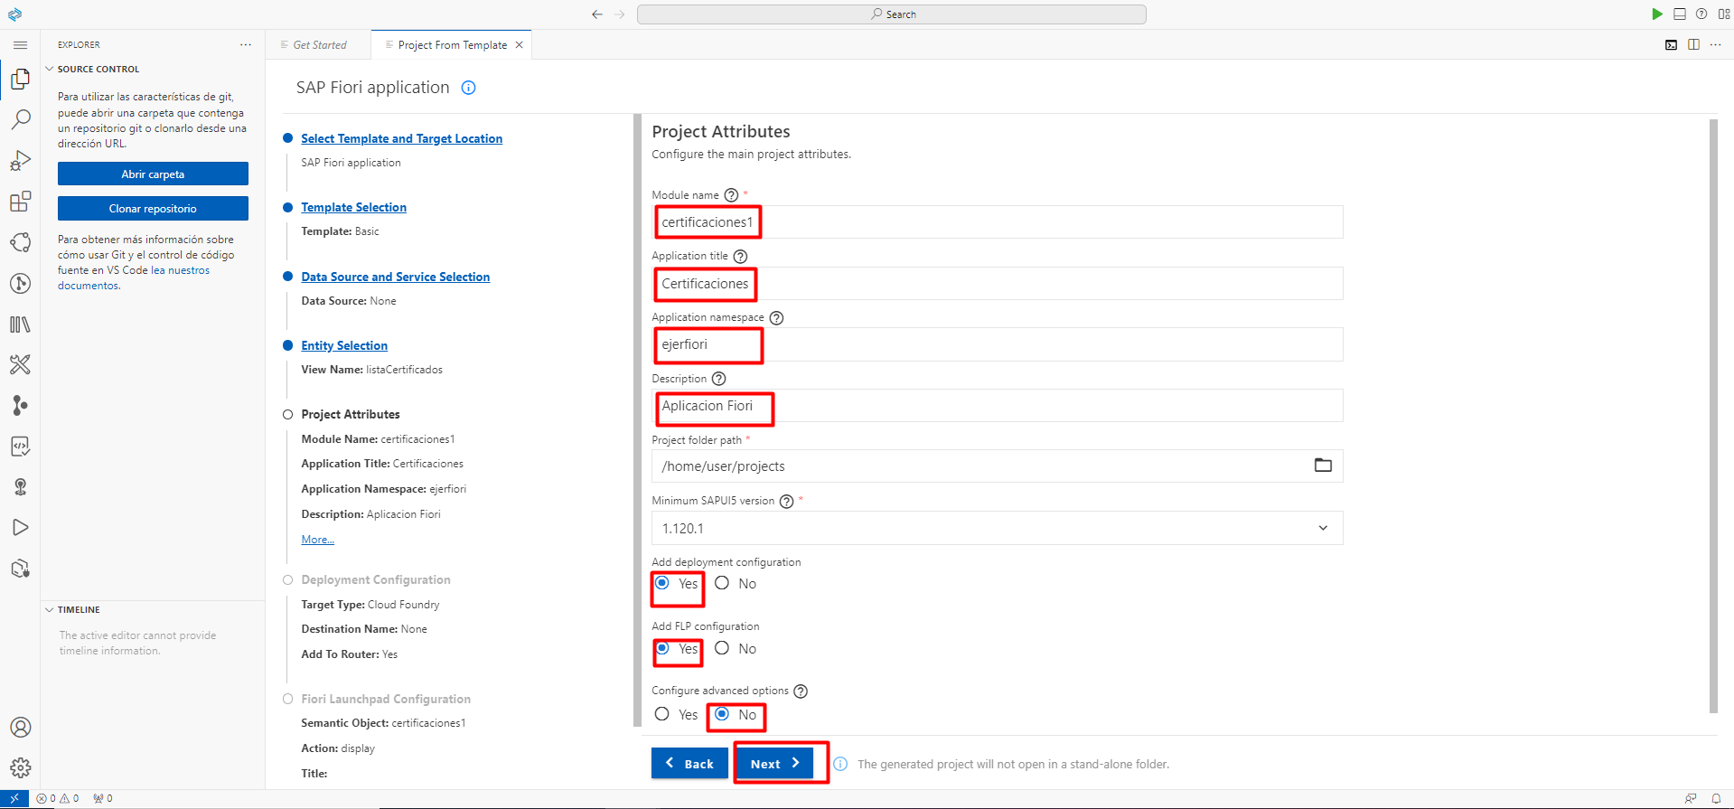 Search
EXPLORER
Get Started
Project From Template
SOURCE CONTROL
Para utilizar las características de git,
puede abrir una carpeta que contenga
un repositorio git o clonarlo desde una
dirección URL.
Abrir carpeta
Clonar repositorio
Para obtener más información sobre
cómo usar Git y el control de código
fuente en VS Code lea nuestros
documentos.
TIMELINE
The active editor cannot provide
timeline information.
SAP Fiori application
Select Template and Target Location
SAP Fiori application
Template Selection
Template: Basic
Data Source and Service Selection
Data Source: None
Entity Selection
View Name: listaCertificados
Project Attributes
Module Name: certificaciones1
Application Title: Certificaciones
Application Namespace: ejerfiori
Description: Aplicacion Fiori
More...
Deployment Configuration
Target Type: Cloud Foundry
Destination Name: None
Add To Router: Yes
Fiori Launchpad Configuration
Semantic Object: certificaciones1
Action: display
Title:
Project Attributes
Configure the main project attributes.
Module name *
certificaciones1
Application title
Certificaciones
Application namespace
ejerfiori
Description
Aplicacion Fiori
Project folder path *
/home/user/projects
Minimum SAPUI5 version *
1.120.1
Add deployment configuration
Yes No
Add FLP configuration
Yes No
Configure advanced options
Yes No
Back Next The generated project will not open in a stand-alone folder.
0 0 0